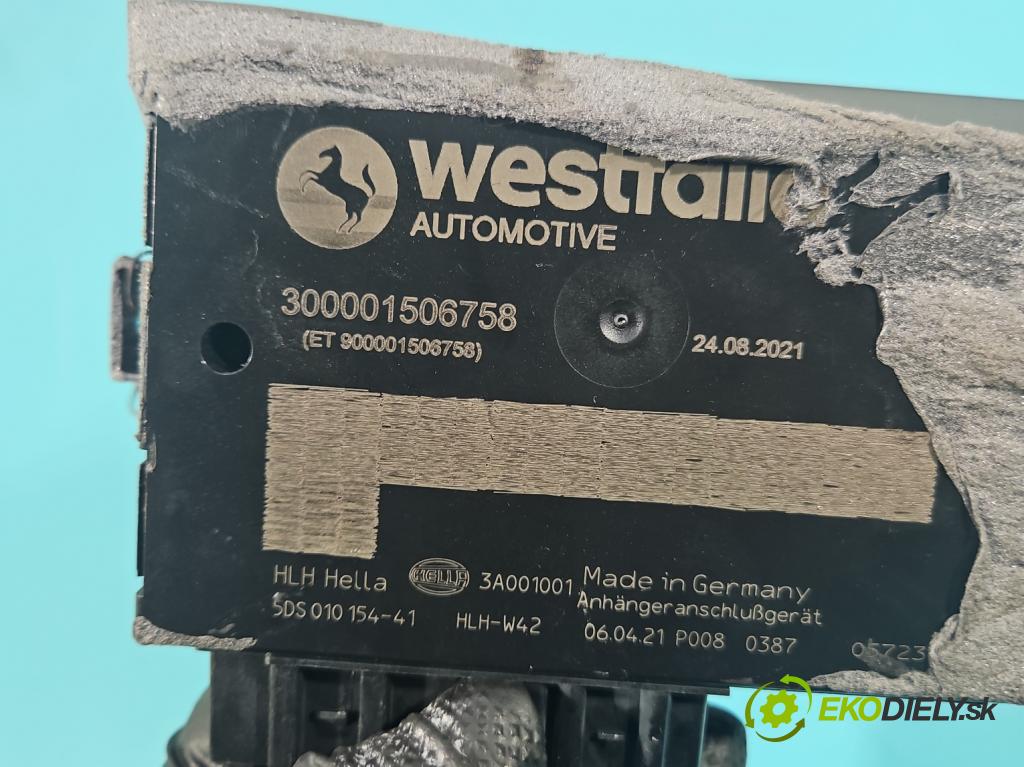 westfalia
AUTOMOTIVE
300001506758
(ET 900001506758)
24.08.2021
HLH Hella HELLA 3A001001 Made in Germany
Anhängeranschlußgerät
5DS 010 154-41 HLH-W42 06.04.21 P008 0387 05723
EKODIELY.sk